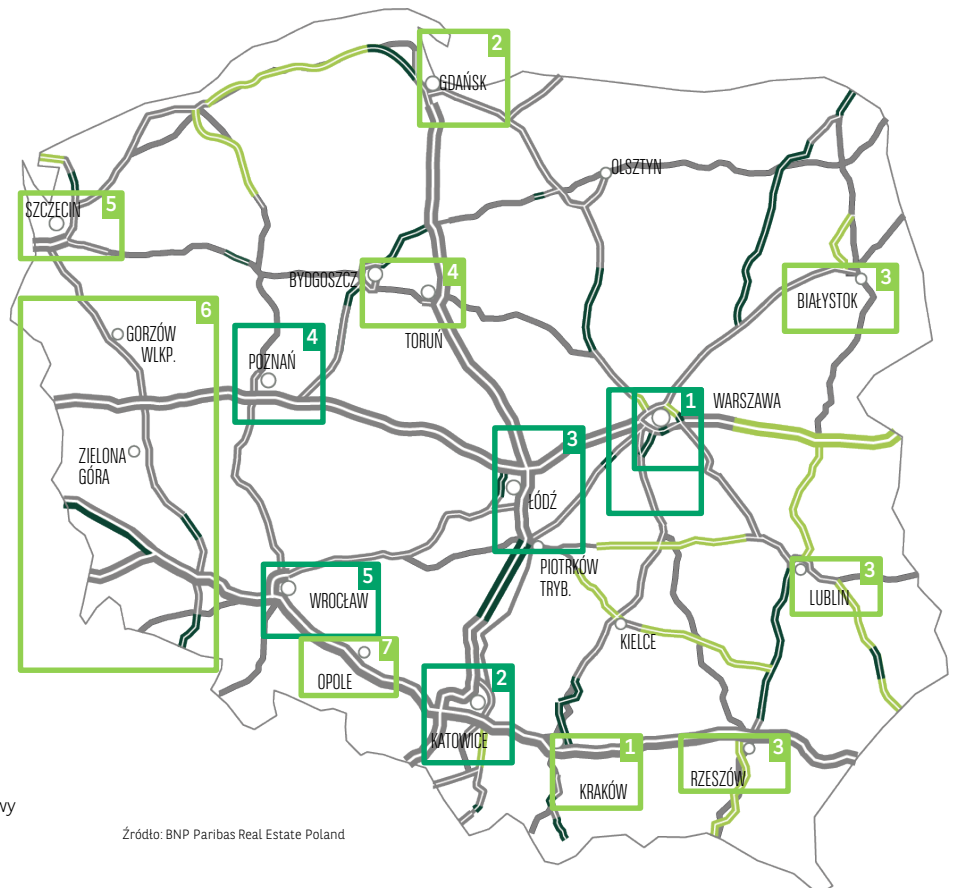 2
GDAŃSK
OLSZTYN
SZCZECIN
5
BYDGOSZCZ
4
TORUŃ
BIAŁYSTOK
3
6
GORZÓW
WLKP.
4
POZNAŃ
1
WARSZAWA
ZIELONA
GÓRA
3
ŁÓDŹ
PIOTRKÓW
TRYB.
3
LUBLIN
5
WROCŁAW
KIELCE
7
OPOLE
2
KATOWICE
1
KRAKÓW
3
RZESZÓW
wy
Źródło: BNP Paribas Real Estate Poland